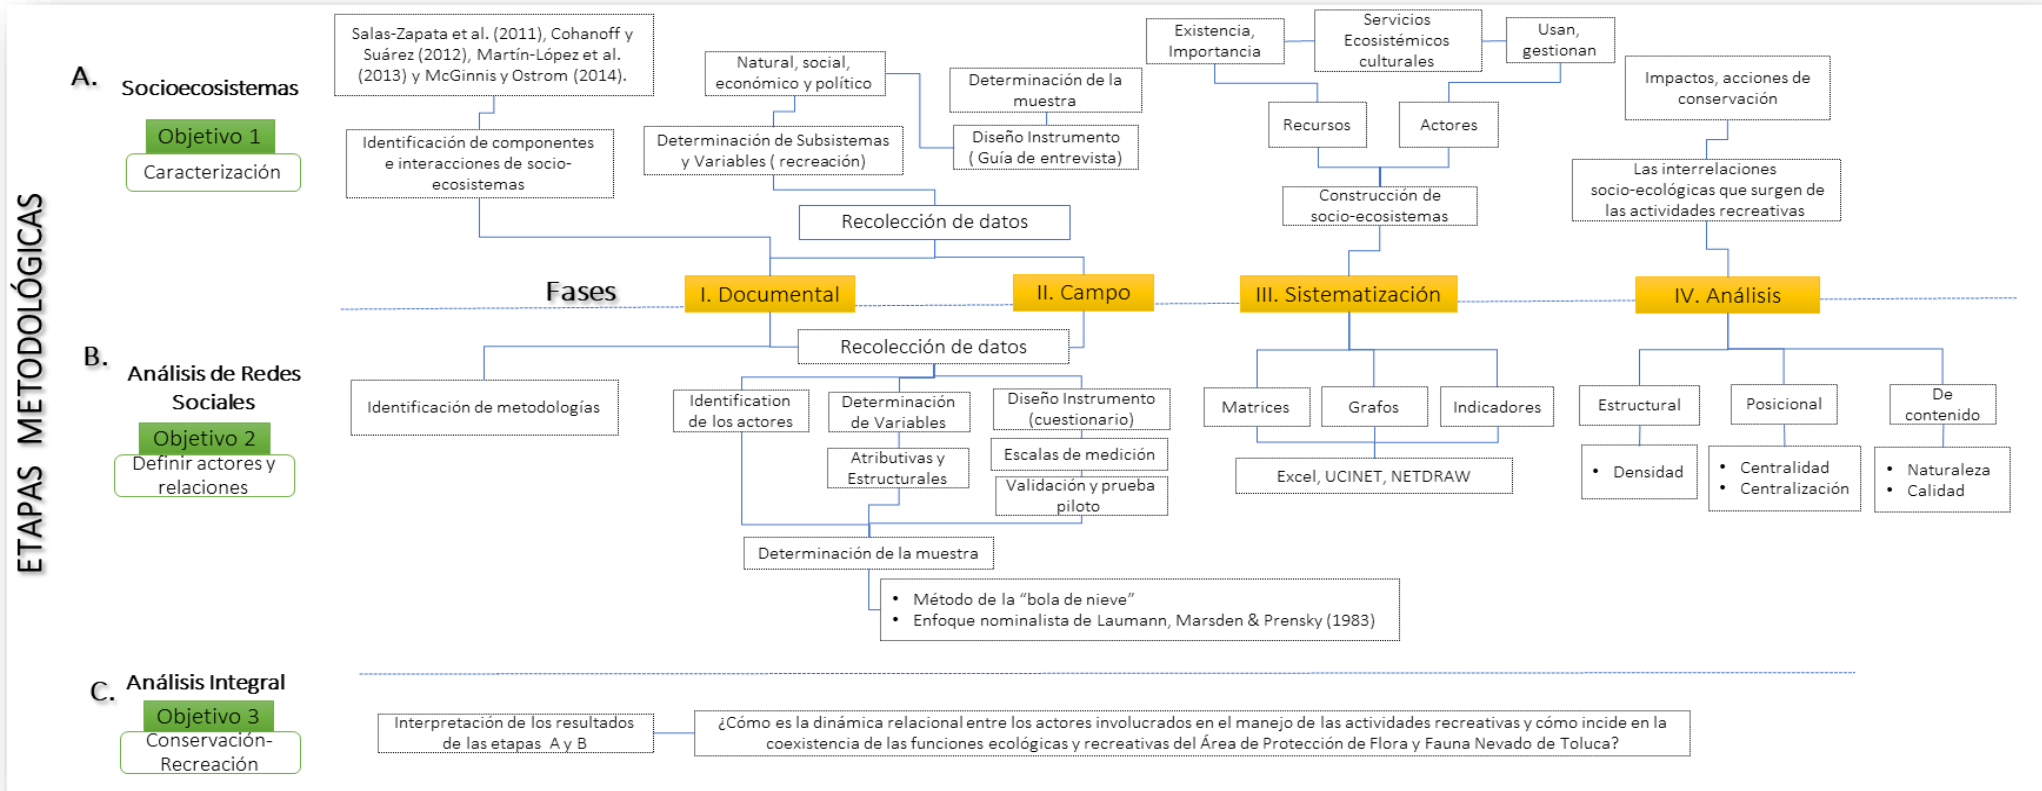 ETAPAS METODOLÓGICAS
A.
Socioecosistemas
Objetivo 1
Caracterización
Salas-Zapata et al. (2011), Cohanoff y
Suárez (2012), Martín-López et al.
(2013) y McGinnis y Ostrom (2014).
Identificación de componentes
e interacciones de socio-
ecosistemas
Natural, social,
económico y político
Determinación de Subsistemas
y Variables ( recreación)
Determinación de la
muestra
Diseño Instrumento
( Guía de entrevista)
Recolección de datos
Existencia,
Importancia
Servicios
Ecosistémicos
culturales
Usan,
gestionan
Recursos
Actores
Construcción de
socio-ecosistemas
Impactos, acciones de
conservación
Las interrelaciones
socio-ecológicas que surgen de
las actividades recreativas
Fases
I. Documental
II. Campo
III. Sistematización
IV. Análisis
B.
Análisis de Redes
Sociales
Objetivo 2
Definir actores y
relaciones
Recolección de datos
Identificación de metodologías
Identification
de los actores
Determinación
de Variables
Atributivas y
Estructurales
Diseño Instrumento
(cuestionario)
Escalas de medición
Validación y prueba
piloto
Determinación de la muestra
• Método de la “bola de nieve”
• Enfoque nominalista de Laumann, Marsden & Prensky (1983)
Matrices
Grafos
Indicadores
Excel, UCINET, NETDRAW
Estructural
Posicional
De
contenido
• Densidad
• Centralidad
• Centralización
• Naturaleza
• Calidad
C.
Análisis Integral
Objetivo 3
Conservación-
Recreación
Interpretación de los resultados
de las etapas A y B
¿Cómo es la dinámica relacional entre los actores involucrados en el manejo de las actividades recreativas y cómo incide en la
coexistencia de las funciones ecológicas y recreativas del Área de Protección de Flora y Fauna Nevado de Toluca?